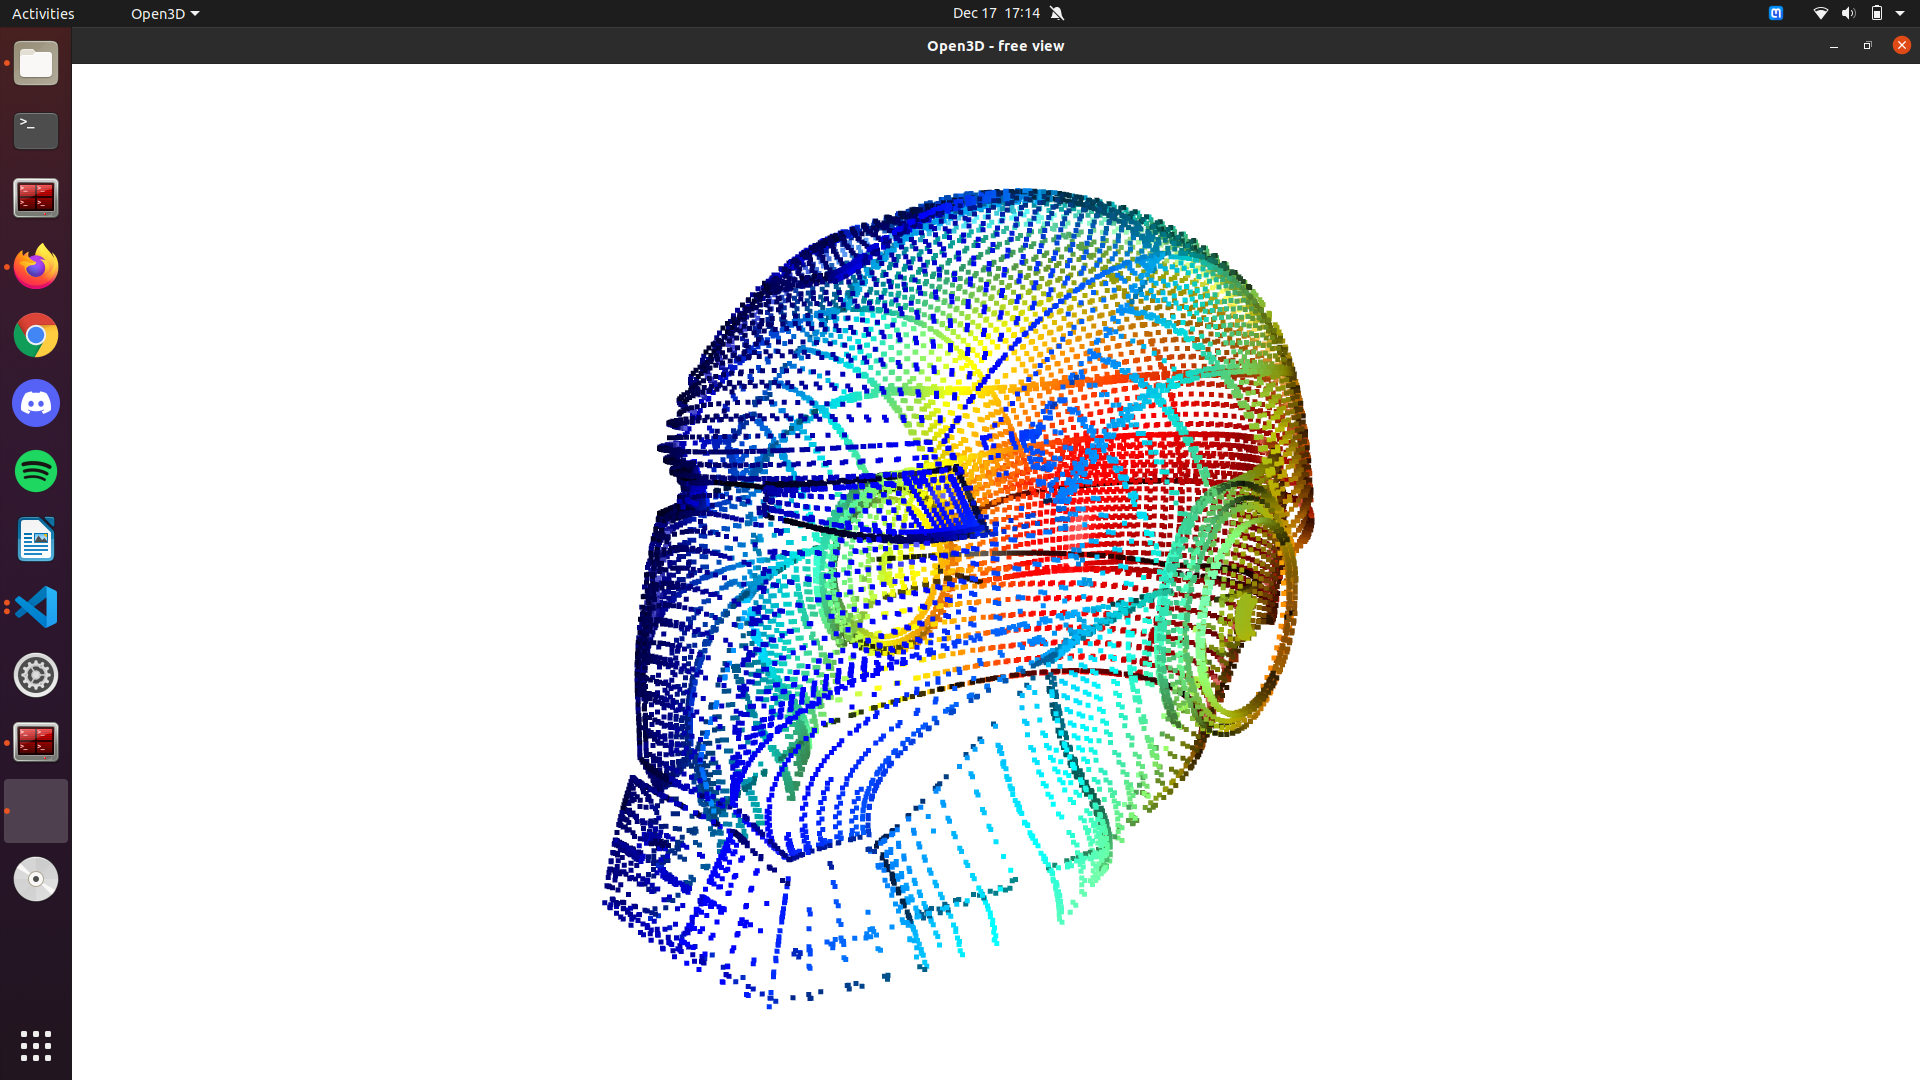 Activities
Open3D
Dec 17 17:14
Open3D - free view